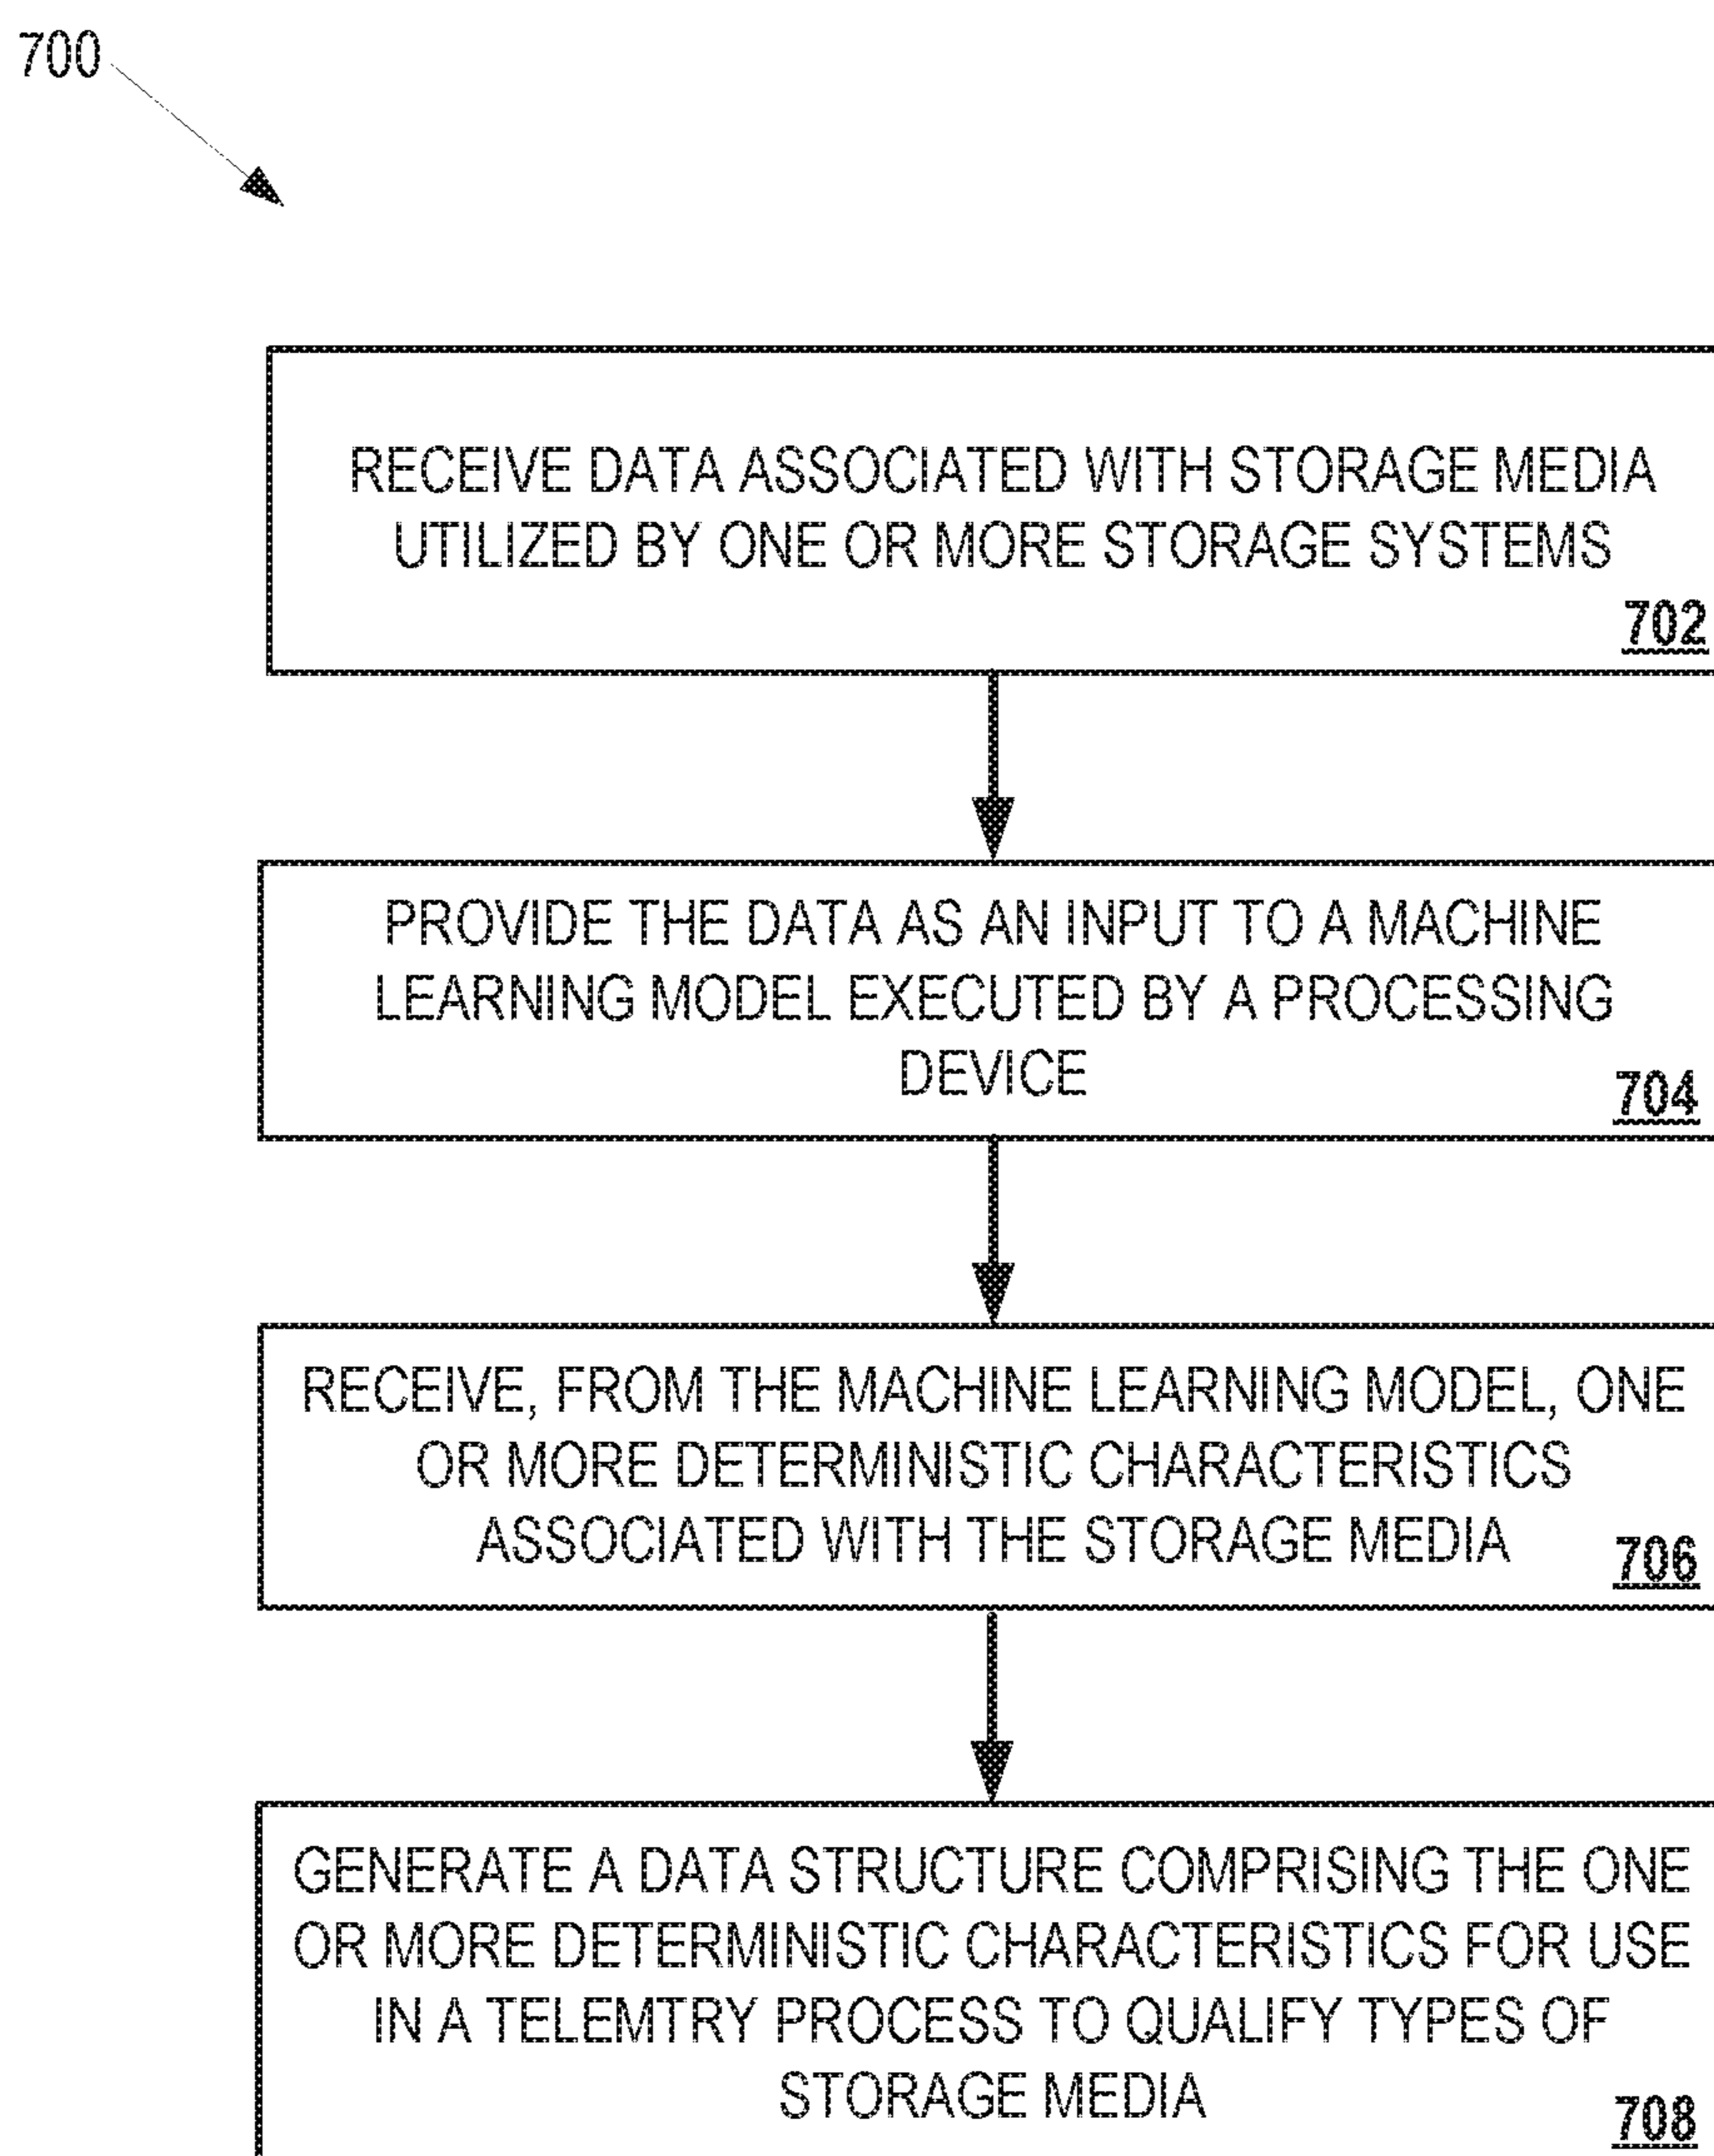 700
RECEIVE DATA ASSOCIATED WITH STORAGE MEDIA
UTILIZED BY ONE OR MORE STORAGE SYSTEMS
702
PROVIDE THE DATA AS AN INPUT TO A MACHINE
LEARNING MODEL EXECUTED BY A PROCESSING
DEVICE
704
RECEIVE, FROM THE MACHINE LEARNING MODEL, ONE
OR MORE DETERMINISTIC CHARACTERISTICS
ASSOCIATED WITH THE STORAGE MEDIA
706
GENERATE A DATA STRUCTURE COMPRISING THE ONE
OR MORE DETERMINISTIC CHARACTERISTICS FOR USE
IN A TELEMTRY PROCESS TO QUALIFY TYPES OF
STORAGE MEDIA
708